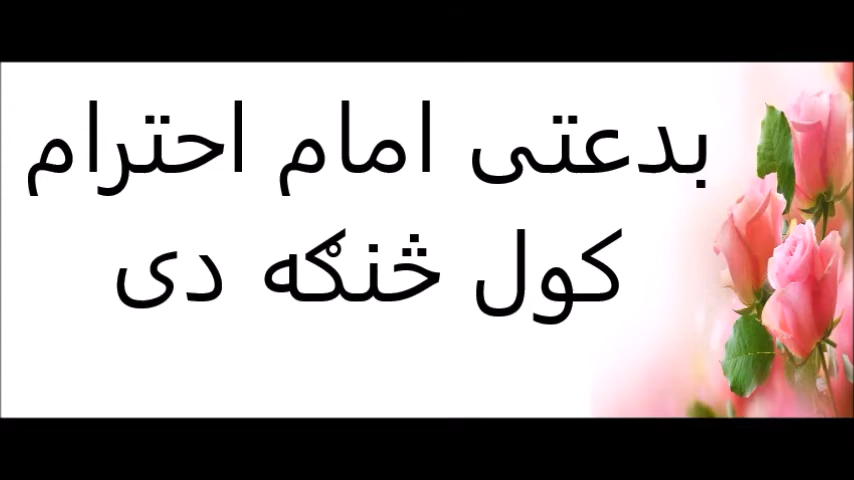 بدعتی امام احترام
کول څنګه دی